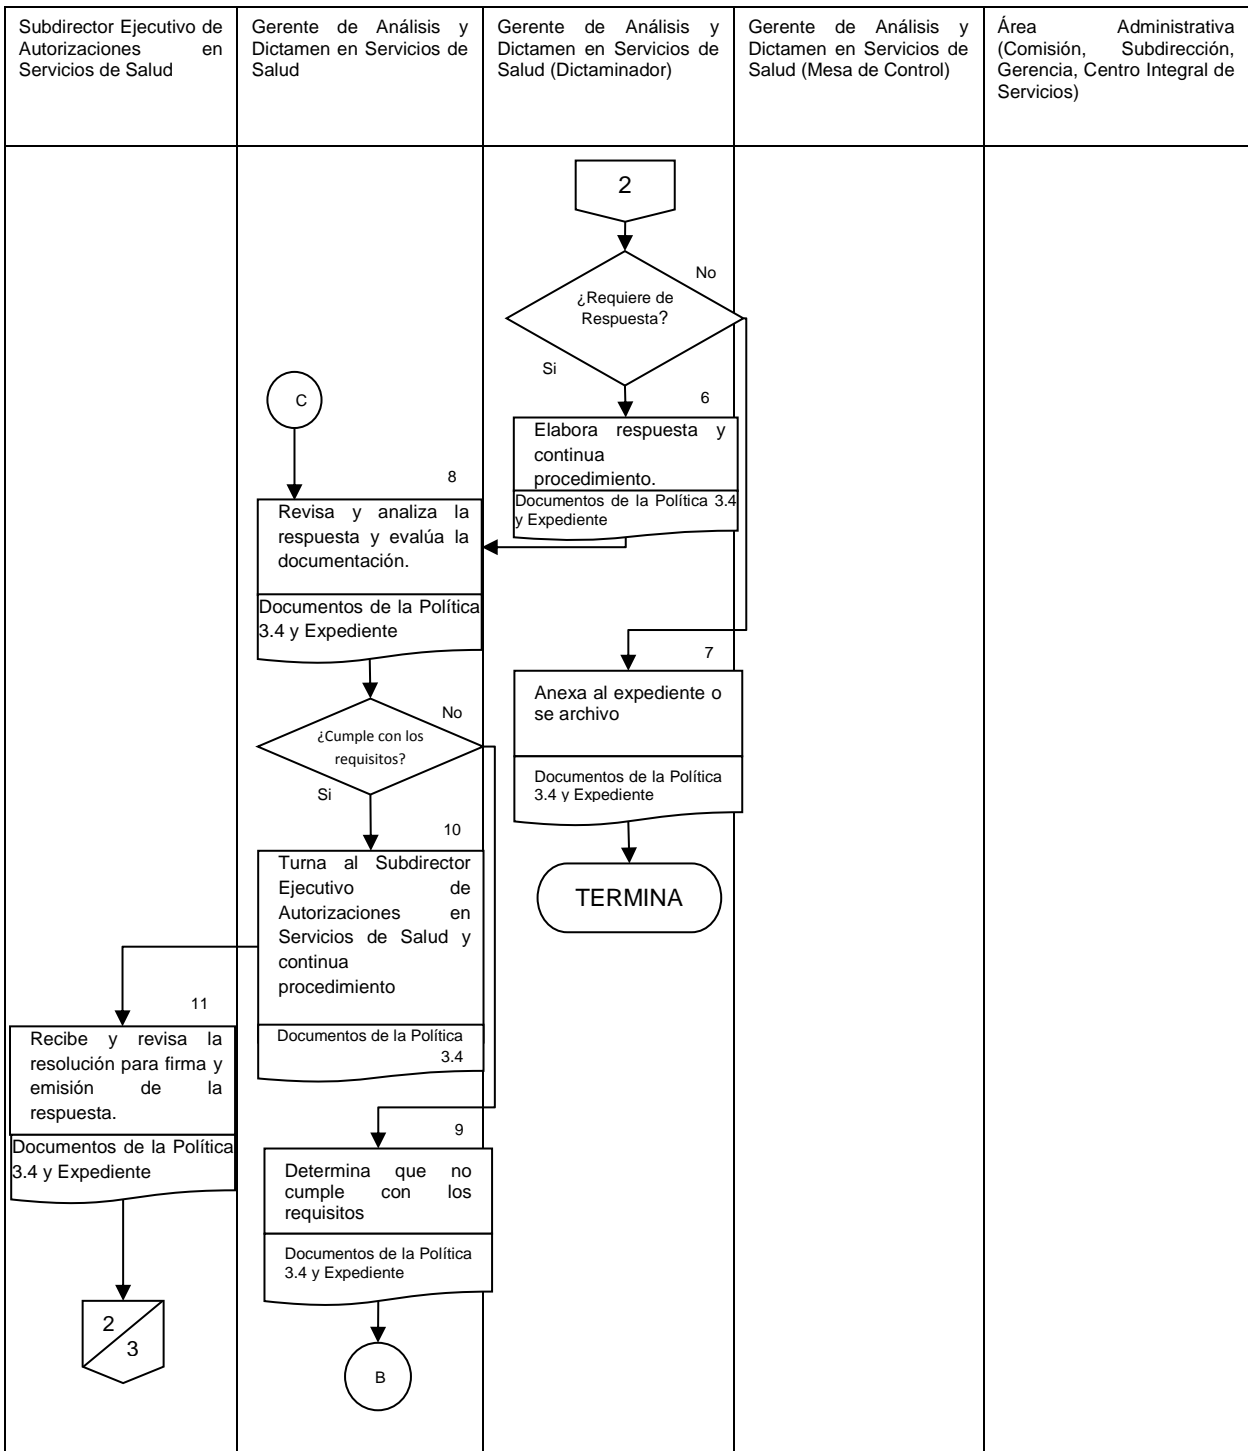 Subdirector Ejecutivo de
Autorizaciones en
Servicios de Salud
Gerente de Análisis y
Dictamen en Servicios de
Salud
Gerente de Análisis y
Dictamen en Servicios de
Salud (Dictaminador)
Gerente de Análisis y
Dictamen en Servicios de
Salud (Mesa de Control)
Área Administrativa
(Comisión, Subdirección,
Gerencia, Centro Integral de
Servicios)
2
No
¿Requiere de
Respuesta?
Si
6
Elabora respuesta y
continua
procedimiento.
Documentos de la Política 3.4
y Expediente
C
8
Revisa y analiza la
respuesta y evalúa la
documentación.
Documentos de la Política
3.4 y Expediente
7
Anexa al expediente o
se archivo
Documentos de la Política
3.4 y Expediente
TERMINA
No
¿Cumple con los
requisitos?
Si
10
Turna al Subdirector
Ejecutivo de
Autorizaciones en
Servicios de Salud y
continua
procedimiento
Documentos de la Política
3.4
11
Recibe y revisa la
resolución para firma y
emisión de la
respuesta.
Documentos de la Política
3.4 y Expediente
9
Determina que no
cumple con los
requisitos
Documentos de la Política
3.4 y Expediente
2
3
B